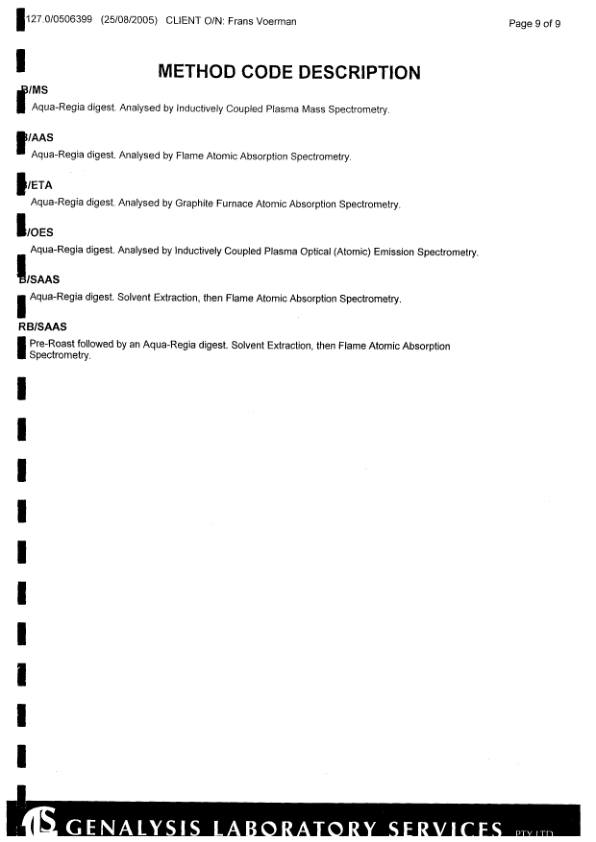 127.0/0506399 (25/08/2005) CLIENT O/N: Frans Voerman
Page 9 of 9
METHOD CODE DESCRIPTION
B/MS
Aqua-Regia digest. Analysed by Inductively Coupled Plasma Mass Spectrometry.
/AAS
Aqua-Regia digest. Analysed by Flame Atomic Absorption Spectrometry.
/ETA
Aqua-Regia digest. Analysed by Graphite Furnace Atomic Absorption Spectrometry.
/OES
Aqua-Regia digest. Analysed by Inductively Coupled Plasma Optical (Atomic) Emission Spectrometry.
B/SAAS
Aqua-Regia digest. Solvent Extraction, then Flame Atomic Absorption Spectrometry.
RB/SAAS
Pre-Roast followed by an Aqua-Regia digest. Solvent Extraction, then Flame Atomic Absorption
Spectrometry.
GENALYSIS LABORATORY SERVICES PTY LTD